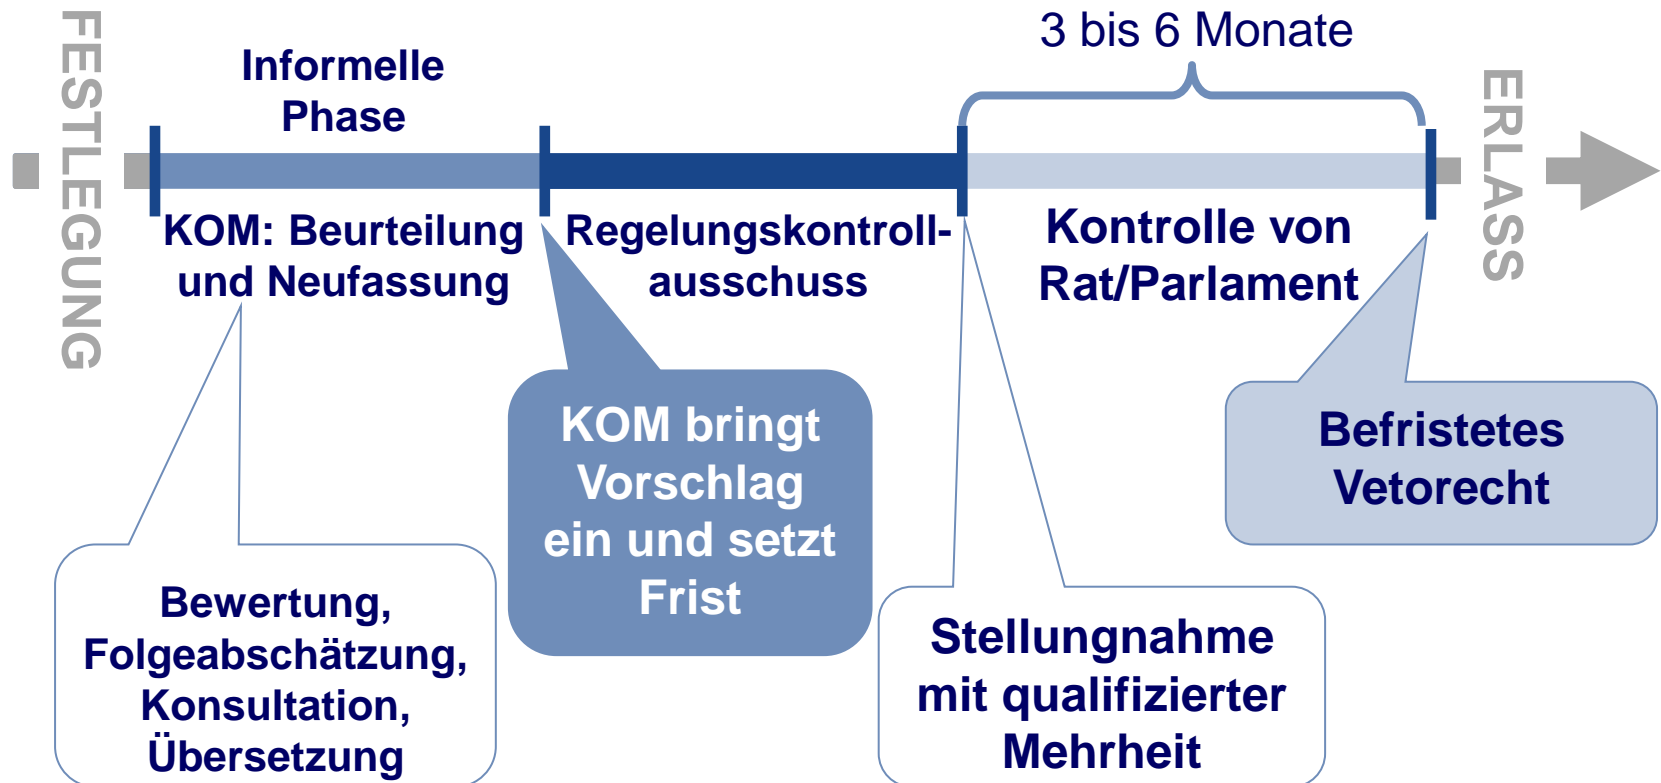 FESTLEGUNG
Informelle
Phase
3 bis 6 Monate
ERLASS
KOM: Beurteilung
und Neufassung
Regelungskontroll-
ausschuss
Kontrolle von
Rat/Parlament
KOM bringt
Vorschlag
ein und setzt
Frist
Befristetes
Vetorecht
Bewertung,
Folgeabschätzung,
Konsultation,
Übersetzung
Stellungnahme
mit qualifizierter
Mehrheit